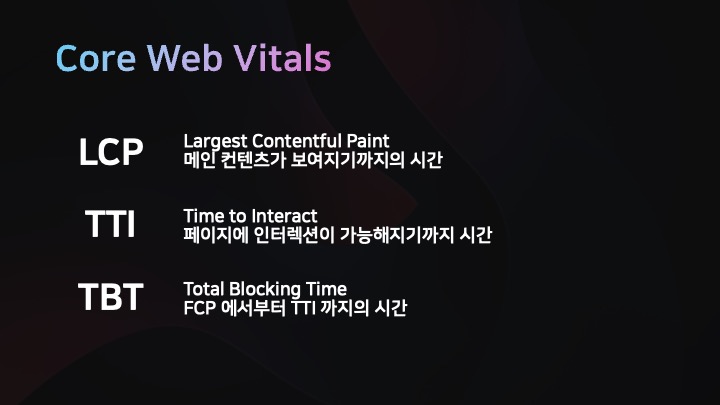 Core Web Vitals
LCP
Largest Contentful Paint
메인 컨텐츠가 보여지기까지의 시간
TTI
Time to Interact
페이지에 인터렉션이 가능해지기까지 시간
TBT
Total Blocking Time
FCP 에서부터 TTI 까지의 시간